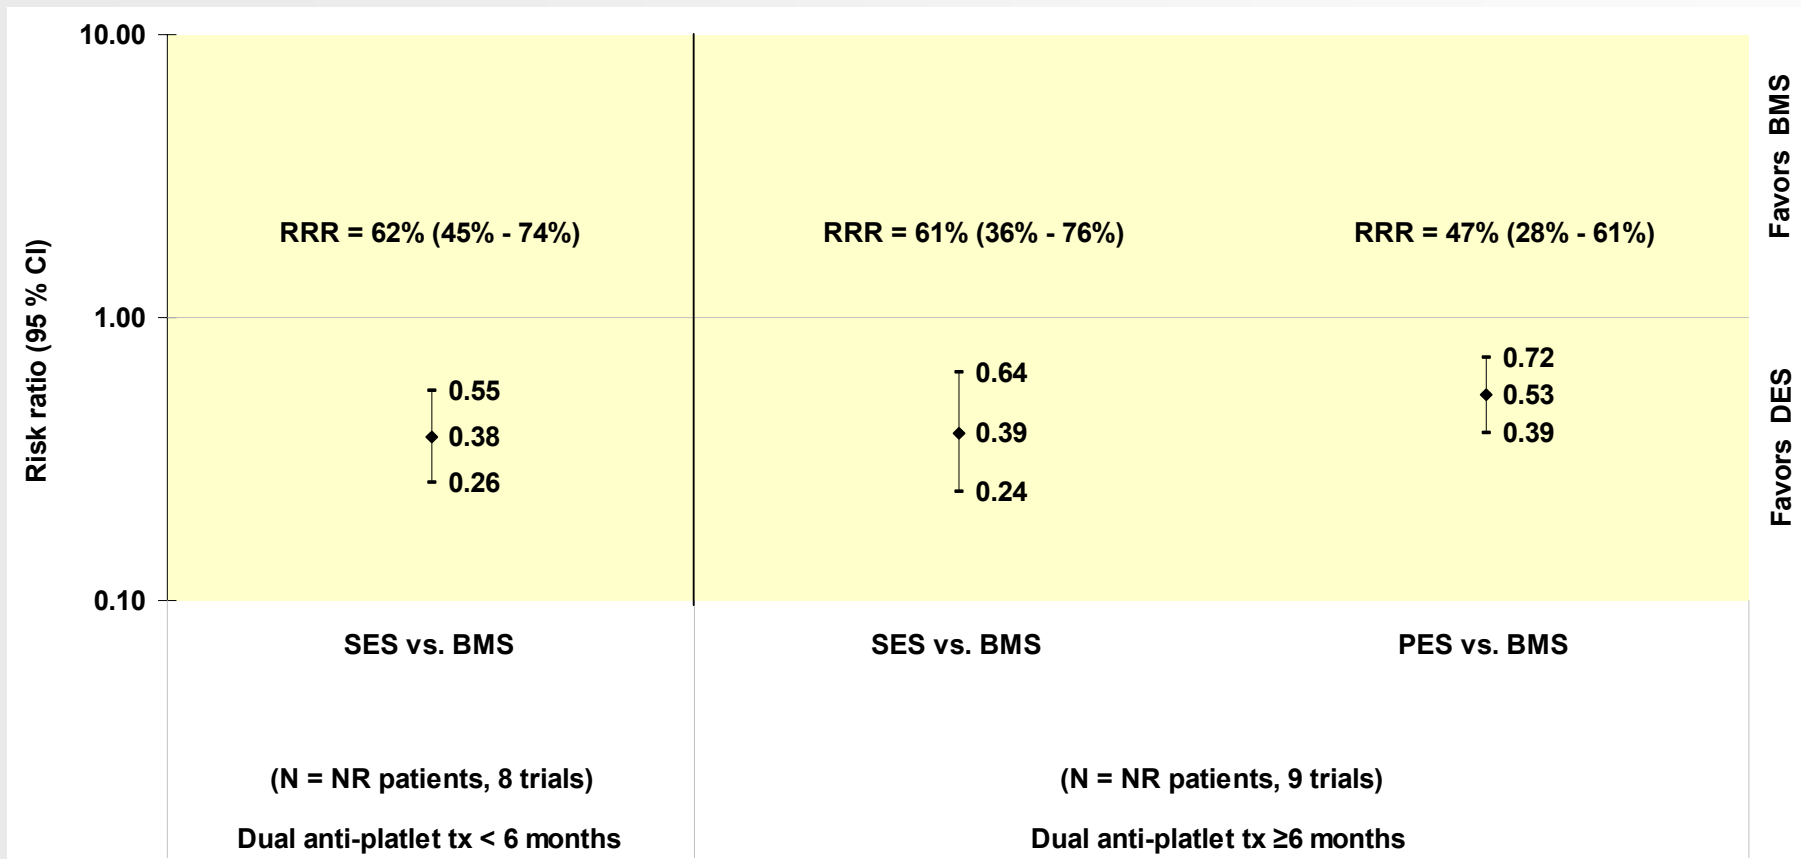 10.00
1.00
0.10
Risk ratio (95 % CI)
Favors BMS
Favors DES
RRR = 62% (45% - 74%)
RRR = 61% (36% - 76%)
RRR = 47% (28% - 61%)
0.55
0.38
0.26
0.64
0.39
0.24
0.72
0.53
0.39
SES vs. BMS
SES vs. BMS
PES vs. BMS
(N = NR patients, 8 trials)
(N = NR patients, 9 trials)
Dual anti-platlet tx < 6 months
Dual anti-platlet tx ≥6 months